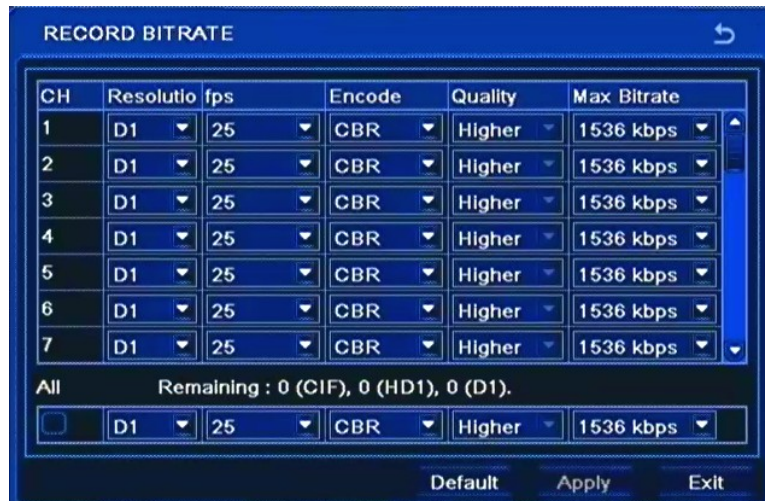 RECORD BITRATE
CH Resolutio fps Encode Quality Max Bitrate
1 D1 25 CBR Higher 1536 kbps
2 D1 25 CBR Higher 1536 kbps
3 D1 25 CBR Higher 1536 kbps
4 D1 25 CBR Higher 1536 kbps
5 D1 25 CBR Higher 1536 kbps
6 D1 25 CBR Higher 1536 kbps
7 D1 25 CBR Higher 1536 kbps
All Remaining : 0 (CIF), 0 (HD1), 0 (D1).
D1 25 CBR Higher 1536 kbps
Default Apply Exit